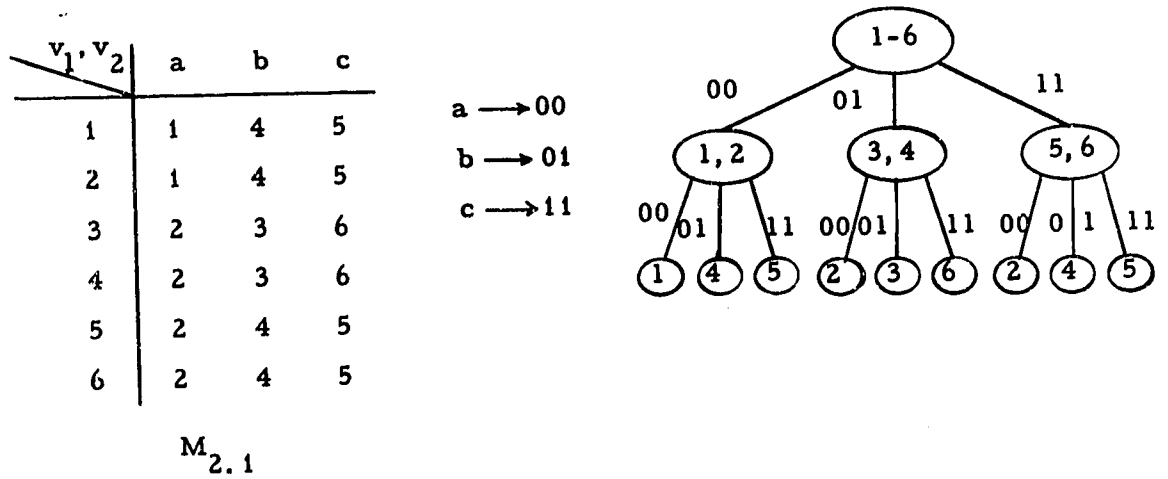 v1, v2 a b c
1 1 4 5
2 1 4 5
3 2 3 6
4 2 3 6
5 2 4 5
6 2 4 5
M2.1
a → 00
b → 01
c → 11
1-6
00 01 11
1, 2 3, 4 5, 6
00 01 11 00 01 11 00 0 1 11
1 4 5 2 3 6 2 4 5